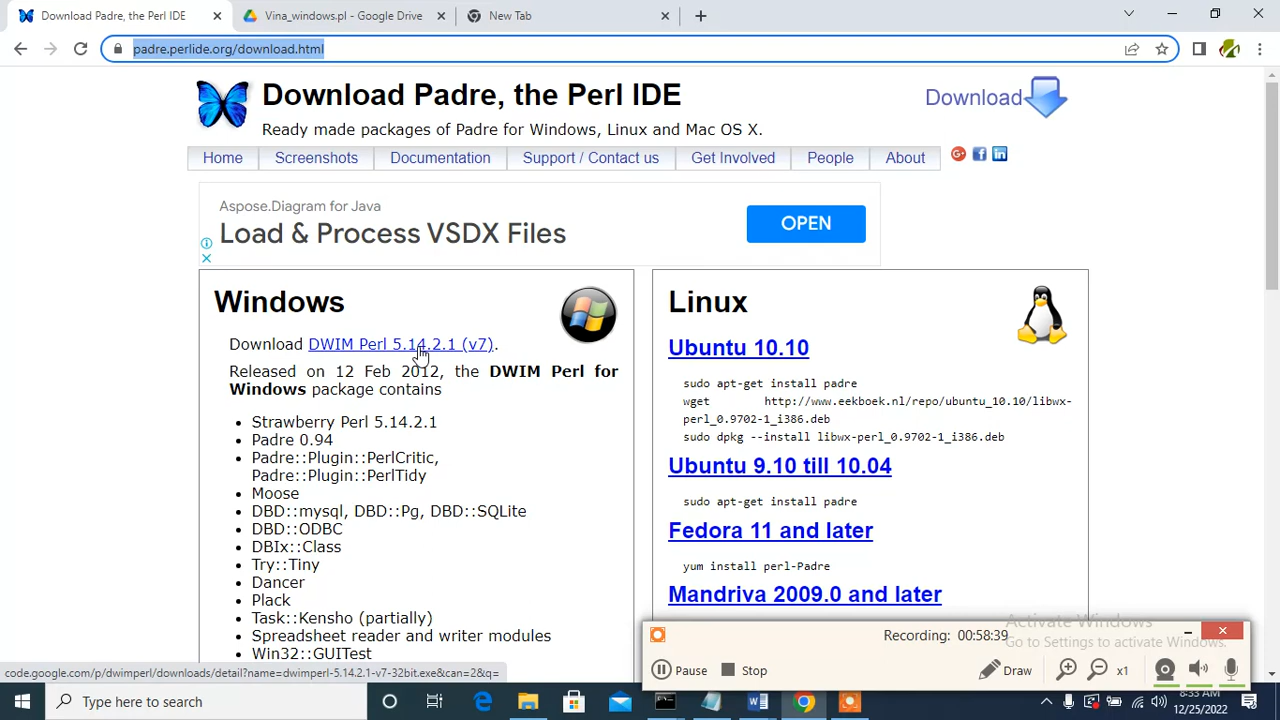 Download Padre, the Perl IDE
Vina_windows.pl - Google Drive
New Tab
padre.perlide.org/download.html
Download Padre, the Perl IDE
Download
Ready made packages of Padre for Windows, Linux and Mac OS X.
Home
Screenshots
Documentation
Support / Contact us
Get Involved
People
About
Aspose.Diagram for Java
Load & Process VSDX Files
OPEN
Windows
Download DWIM Perl 5.14.2.1 (v7).
Released on 12 Feb 2012, the DWIM Perl for
Windows package contains
• Strawberry Perl 5.14.2.1
• Padre 0.94
• Padre::Plugin::PerlCritic,
Padre::Plugin::PerlTidy
• Moose
• DBD::mysql, DBD::Pg, DBD::SQLite
• DBD::ODBC
• DBIx::Class
• Try::Tiny
• Dancer
• Plack
• Task::Kensho (partially)
• Spreadsheet reader and writer modules
• Win32::GUITest
Linux
Ubuntu 10.10
sudo apt-get install padre
wget http://www.eekboek.nl/repo/ubuntu_10.10/libwx-
perl_0.9702-1_i386.deb
sudo dpkg --install libwx-perl_0.9702-1_i386.deb
Ubuntu 9.10 till 10.04
sudo apt-get install padre
Fedora 11 and later
yum install perl-Padre
Mandriva 2009.0 and later
Activate Windows
Go to Settings to activate Windows.
Recording: 00:58:39
Pause
Stop
Draw
x1
code.google.com/p/dwimperl/downloads/detail?name=dwimperl-5.14.2.1-v7-32bit.exe&can=2&q=
Type here to search
8:33 AM
12/25/2022